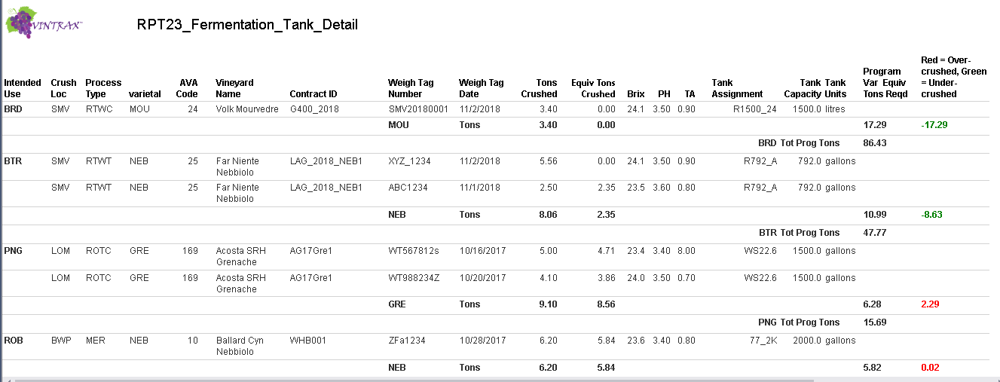 VINTRAX
RPT23_Fermentation_Tank_Detail
Red = Over-
Program crushed, Green
Intended Crush Process AVA Vineyard Weigh Tag Weigh Tag Tons Equiv Tons Tank Tank Tank Var Equiv = Under-
Use Loc Type varietal Code Name Contract ID Number Date Crushed Crushed Brix PH TA Assignment Capacity Units Tons Reqd crushed
BRD SMV RTWC MOU 24 Volk Mourvedre G400_2018 SMV20180001 11/2/2018 3.40 0.00 24.1 3.50 0.90 R1500_24 1500.0 litres
MOU Tons 3.40 0.00 17.29 -17.29
BRD Tot Prog Tons 86.43
BTR SMV RTWT NEB 25 Far Niente LAG_2018_NEB1 XYZ_1234 11/2/2018 5.56 0.00 24.1 3.50 0.90 R792_A 792.0 gallons
Nebbiolo
SMV RTWT NEB 25 Far Niente LAG_2018_NEB1 ABC1234 11/1/2018 2.50 2.35 23.5 3.60 0.80 R792_A 792.0 gallons
Nebbiolo
NEB Tons 8.06 2.35 10.99 -8.63
BTR Tot Prog Tons 47.77
PNG LOM ROTC GRE 169 Acosta SRH AG17Gre1 WT567812s 10/16/2017 5.00 4.71 23.4 3.40 8.00 WS22.6 1500.0 gallons
Grenache
LOM ROTC GRE 169 Acosta SRH AG17Gre1 WT988234Z 10/20/2017 4.10 3.86 24.0 3.50 0.70 WS22.6 1500.0 gallons
Grenache
GRE Tons 9.10 8.56 6.28 2.29
PNG Tot Prog Tons 15.69
ROB BWP MER NEB 10 Ballard Cyn WHB001 ZFa1234 10/28/2017 6.20 5.84 23.6 3.40 0.80 77_2K 2000.0 gallons
Nebbiolo
NEB Tons 6.20 5.84 5.82 0.02